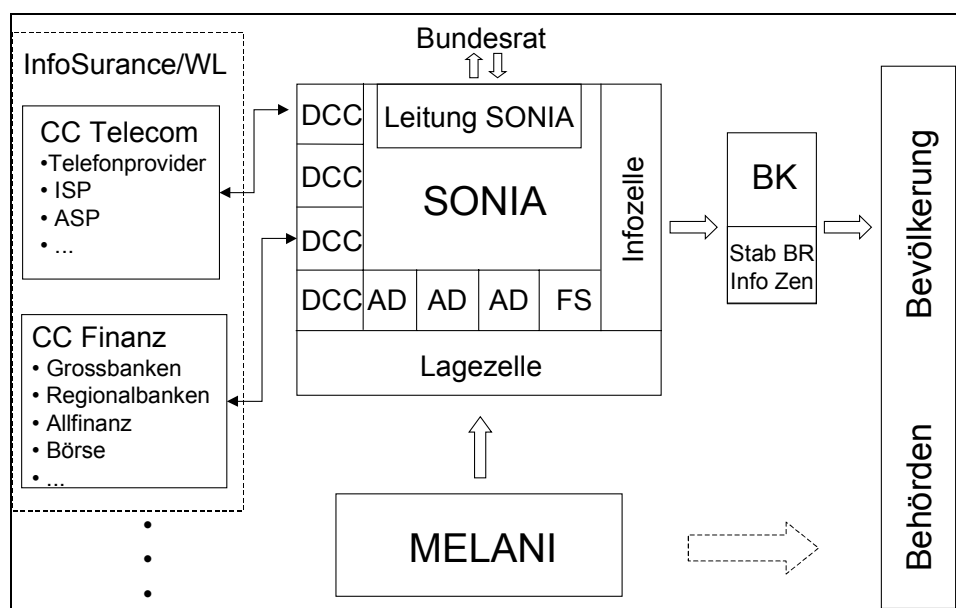 InfoSurance/WL
CC Telecom
•Telefonprovider
• ISP
• ASP
• ...
CC Finanz
• Grossbanken
• Regionalbanken
• Allfinanz
• Börse
• ...
Bundesrat
DCC
Leitung SONIA
DCC
SONIA
DCC
DCC
AD
AD
AD
FS
Infozelle
Lagezelle
MELANI
BK
Stab BR
Info Zen
Bevölkerung
Behörden